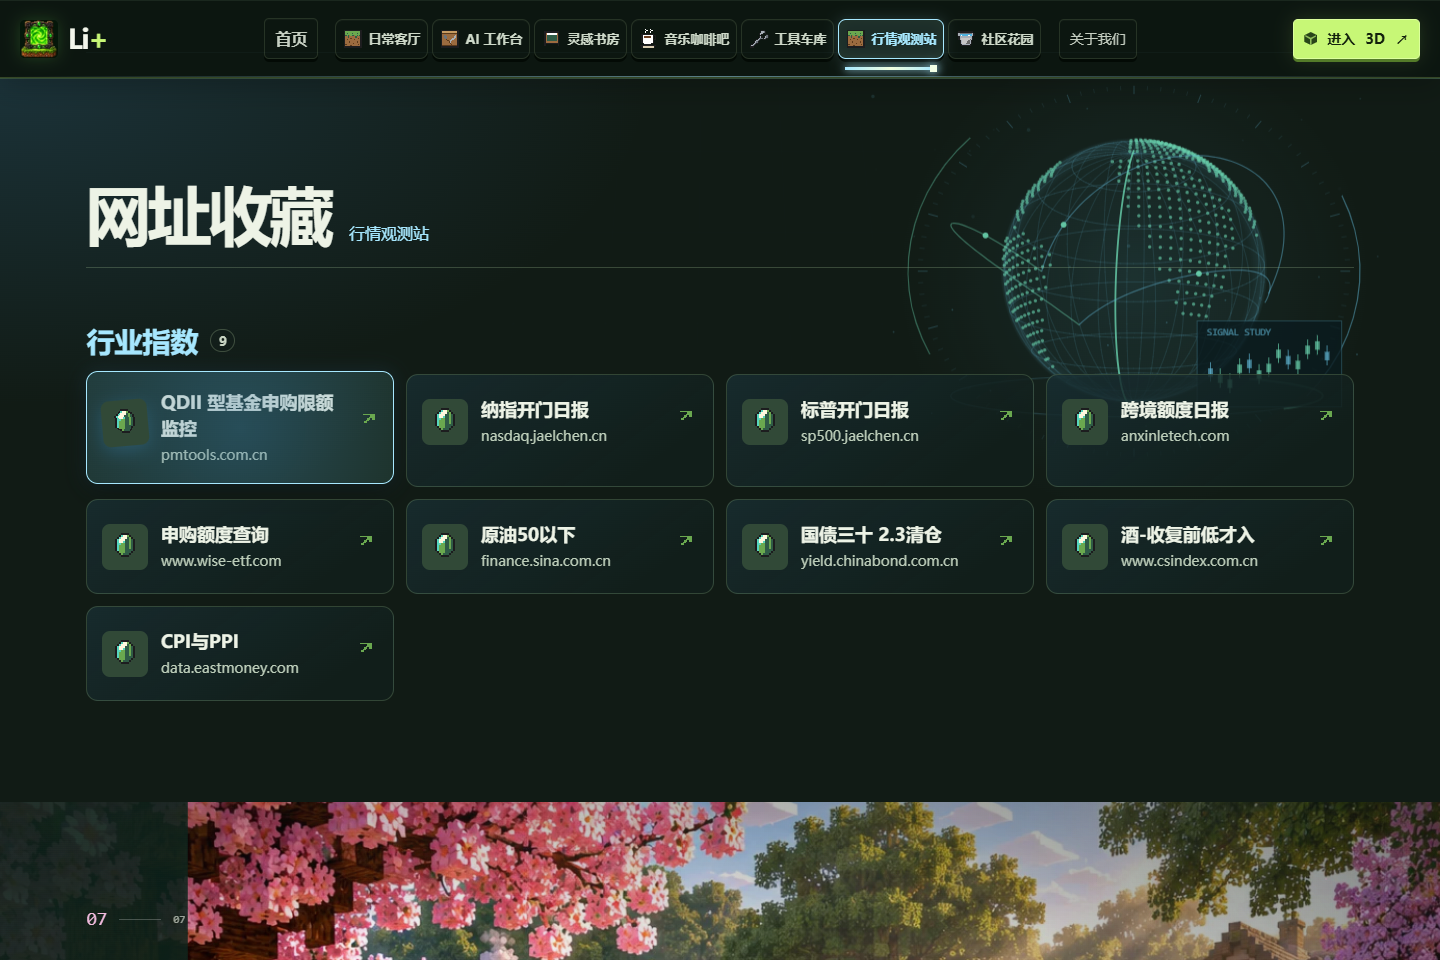 Li+
首页
日常客厅
AI 工作台
灵感书房
音乐咖啡吧
工具车库
行情观测站
社区花园
关于我们
进入 3D ↗
网址收藏
行情观测站
SIGNAL STUDY
行业指数 9
QDII 型基金申购限额
监控
pmtools.com.cn
纳指开门日报
nasdaq.jaelchen.cn
标普开门日报
sp500.jaelchen.cn
跨境额度日报
anxinletech.com
申购额度查询
www.wise-etf.com
原油50以下
finance.sina.com.cn
国债三十 2.3清仓
yield.chinabond.com.cn
酒-收复前低才入
www.csindex.com.cn
CPI与PPI
data.eastmoney.com
07
07